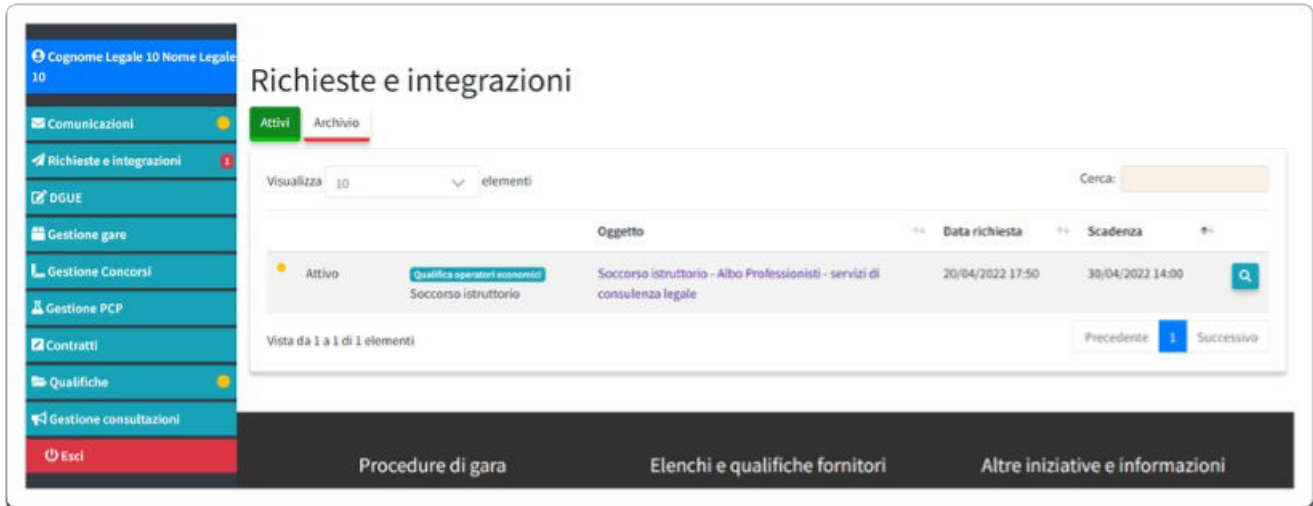 Cognome Legale 10 Nome Legale
10
Comunicazioni
Richieste e integrazioni 1
DGUE
Gestione gare
Gestione Concorsi
Gestione PCP
Contratti
Qualifiche
Gestione consultazioni
Esci
Richieste e integrazioni
Attivi Archivio
Visualizza 10 elementi Cerca:
Oggetto Data richiesta Scadenza
Attivo Qualifica operatori economici Soccorso istruttorio - Albo Professionisti - servizi di 20/04/2022 17:50 30/04/2022 14:00
Soccorso istruttorio consulenza legale
Vista da 1 a 1 di 1 elementi Precedente 1 Successivo
Procedure di gara Elenchi e qualifiche fornitori Altre iniziative e informazioni